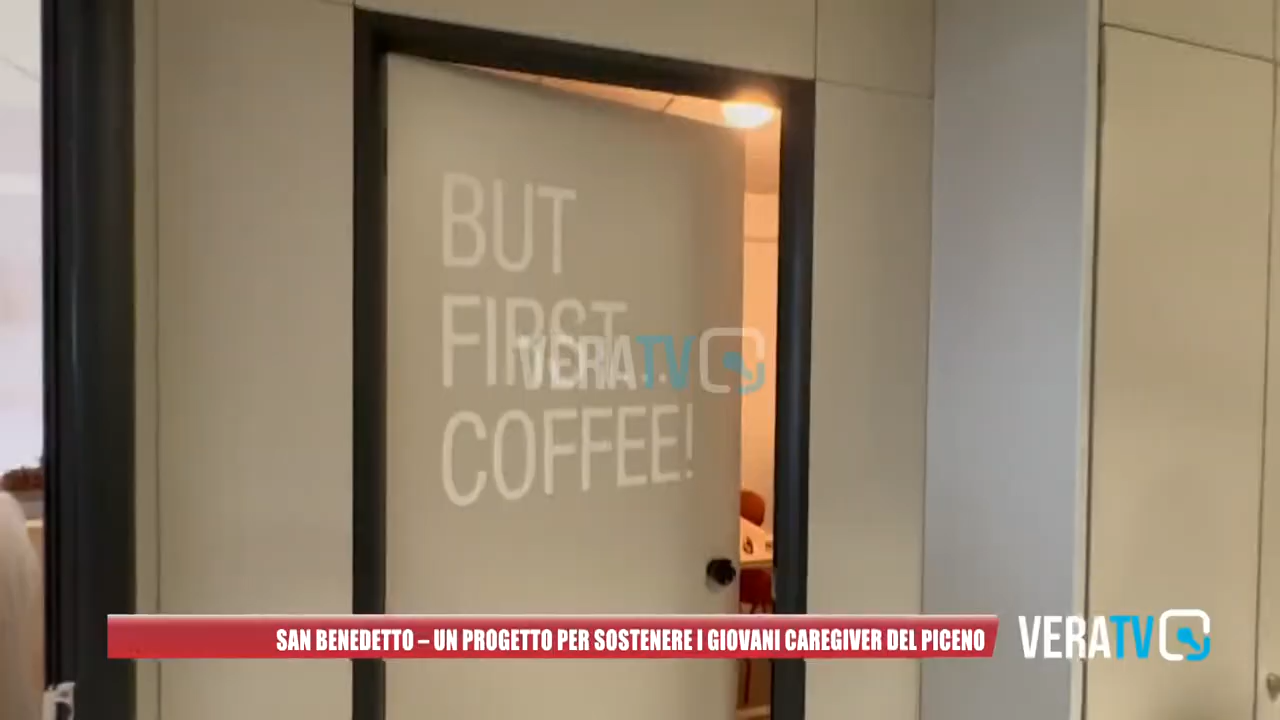 BUT
FIRST...
COFFEE!
VERATV
SAN BENEDETTO – UN PROGETTO PER SOSTENERE I GIOVANI CAREGIVER DEL PICENO
VERATV